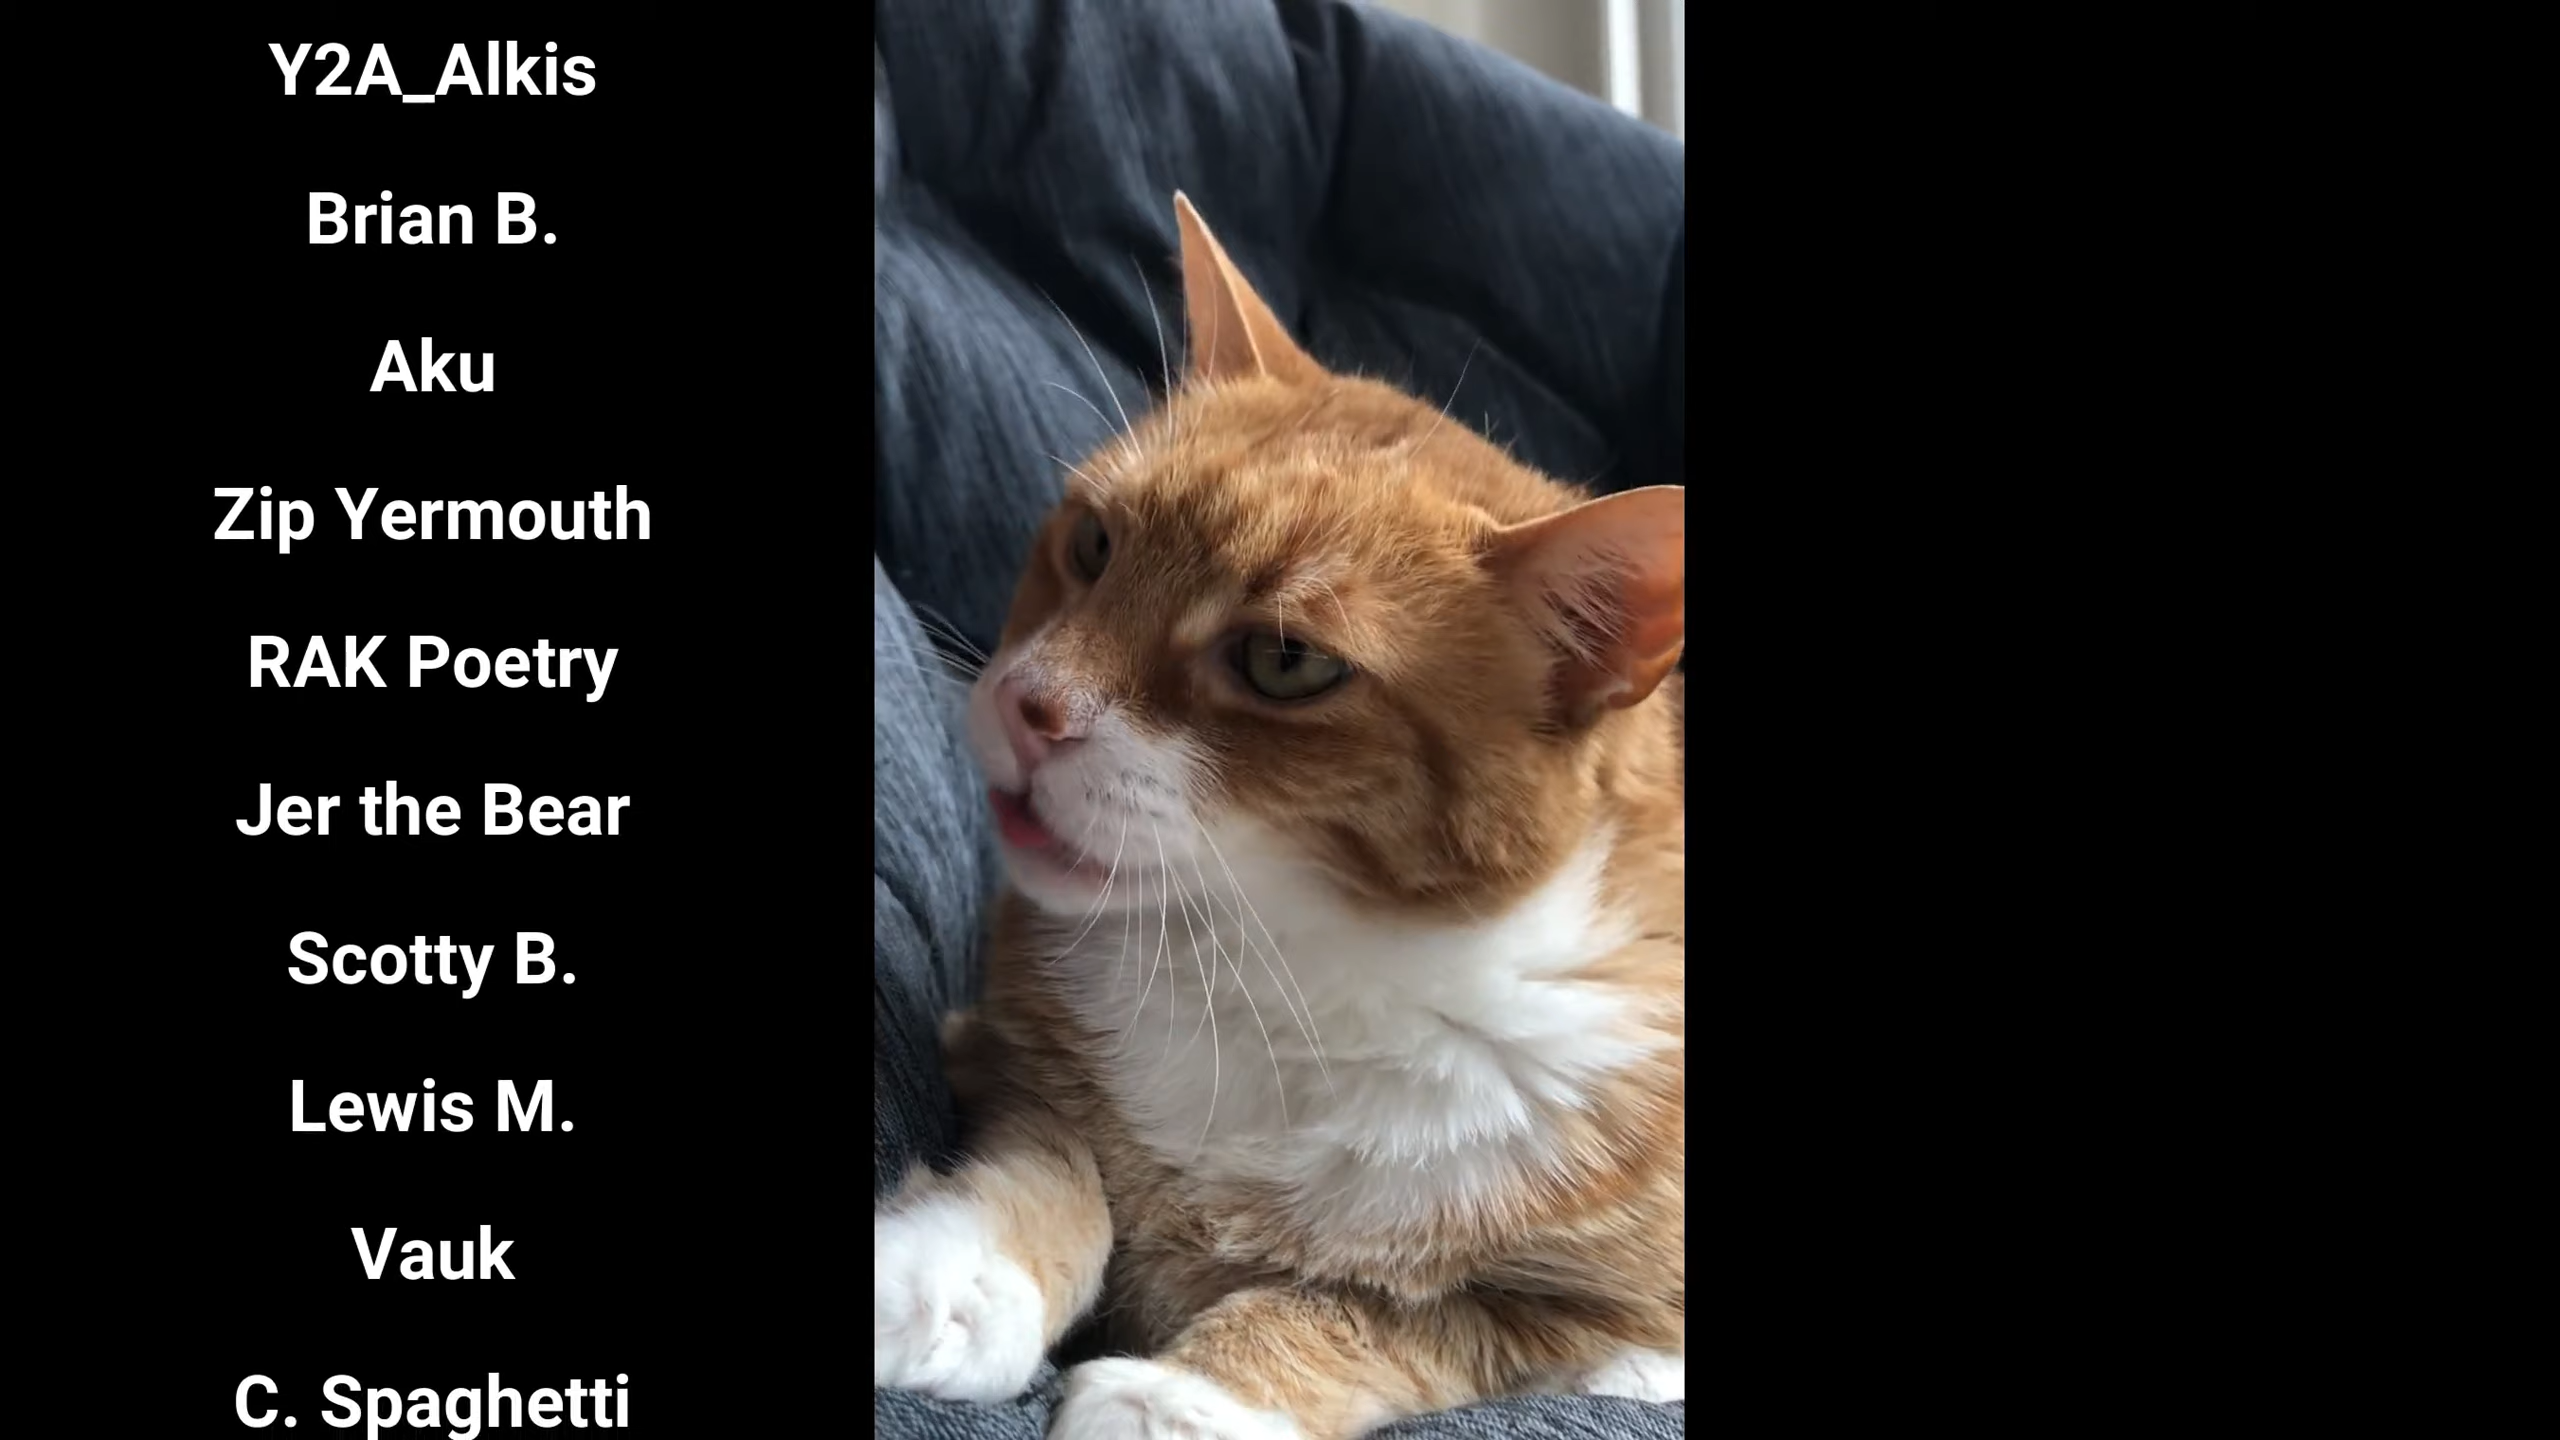 Y2A_Alkis
Brian B.
Aku
Zip Yermouth
RAK Poetry
Jer the Bear
Scotty B.
Lewis M.
Vauk
C. Spaghetti